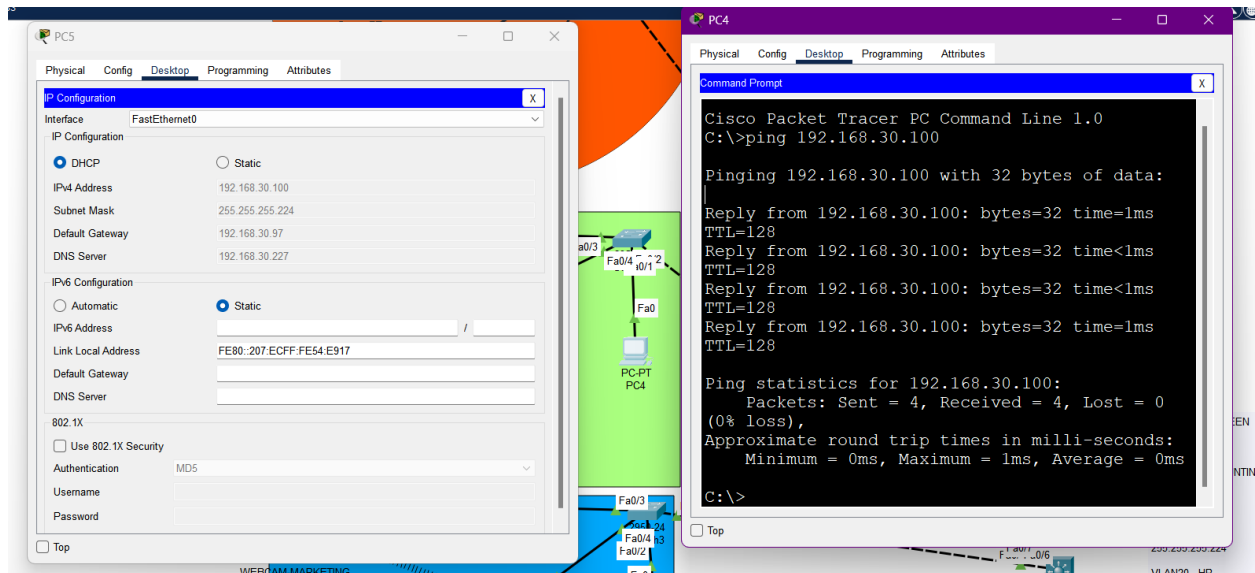 PC5
Physical Config Desktop Programming Attributes
IP Configuration X
Interface FastEthernet0
IP Configuration
DHCP Static
IPv4 Address 192.168.30.100
Subnet Mask 255.255.255.224
Default Gateway 192.168.30.97
DNS Server 192.168.30.227
IPv6 Configuration
Automatic Static
IPv6 Address /
Link Local Address FE80::207:ECFF:FE54:E917
Default Gateway
DNS Server
802.1X
Use 802.1X Security
Authentication MD5
Username
Password
Top
WEBCAM MARKETING
a0/3
Fa0/4
0/2
a0/1
Fa0
PC-PT
PC4
Fa0/3
Fa0/4
Fa0/2
PC4
Physical Config Desktop Programming Attributes
Command Prompt X
Cisco Packet Tracer PC Command Line 1.0
C:\>ping 192.168.30.100
Pinging 192.168.30.100 with 32 bytes of data:
Reply from 192.168.30.100: bytes=32 time=1ms
TTL=128
Reply from 192.168.30.100: bytes=32 time<1ms
TTL=128
Reply from 192.168.30.100: bytes=32 time<1ms
TTL=128
Reply from 192.168.30.100: bytes=32 time=1ms
TTL=128
Ping statistics for 192.168.30.100:
Packets: Sent = 4, Received = 4, Lost = 0
(0% loss),
Approximate round trip times in milli-seconds:
Minimum = 0ms, Maximum = 1ms, Average = 0ms
C:\>
Top
EEN
NTIN
0/6
255.255.255.224
VLAN20 HR